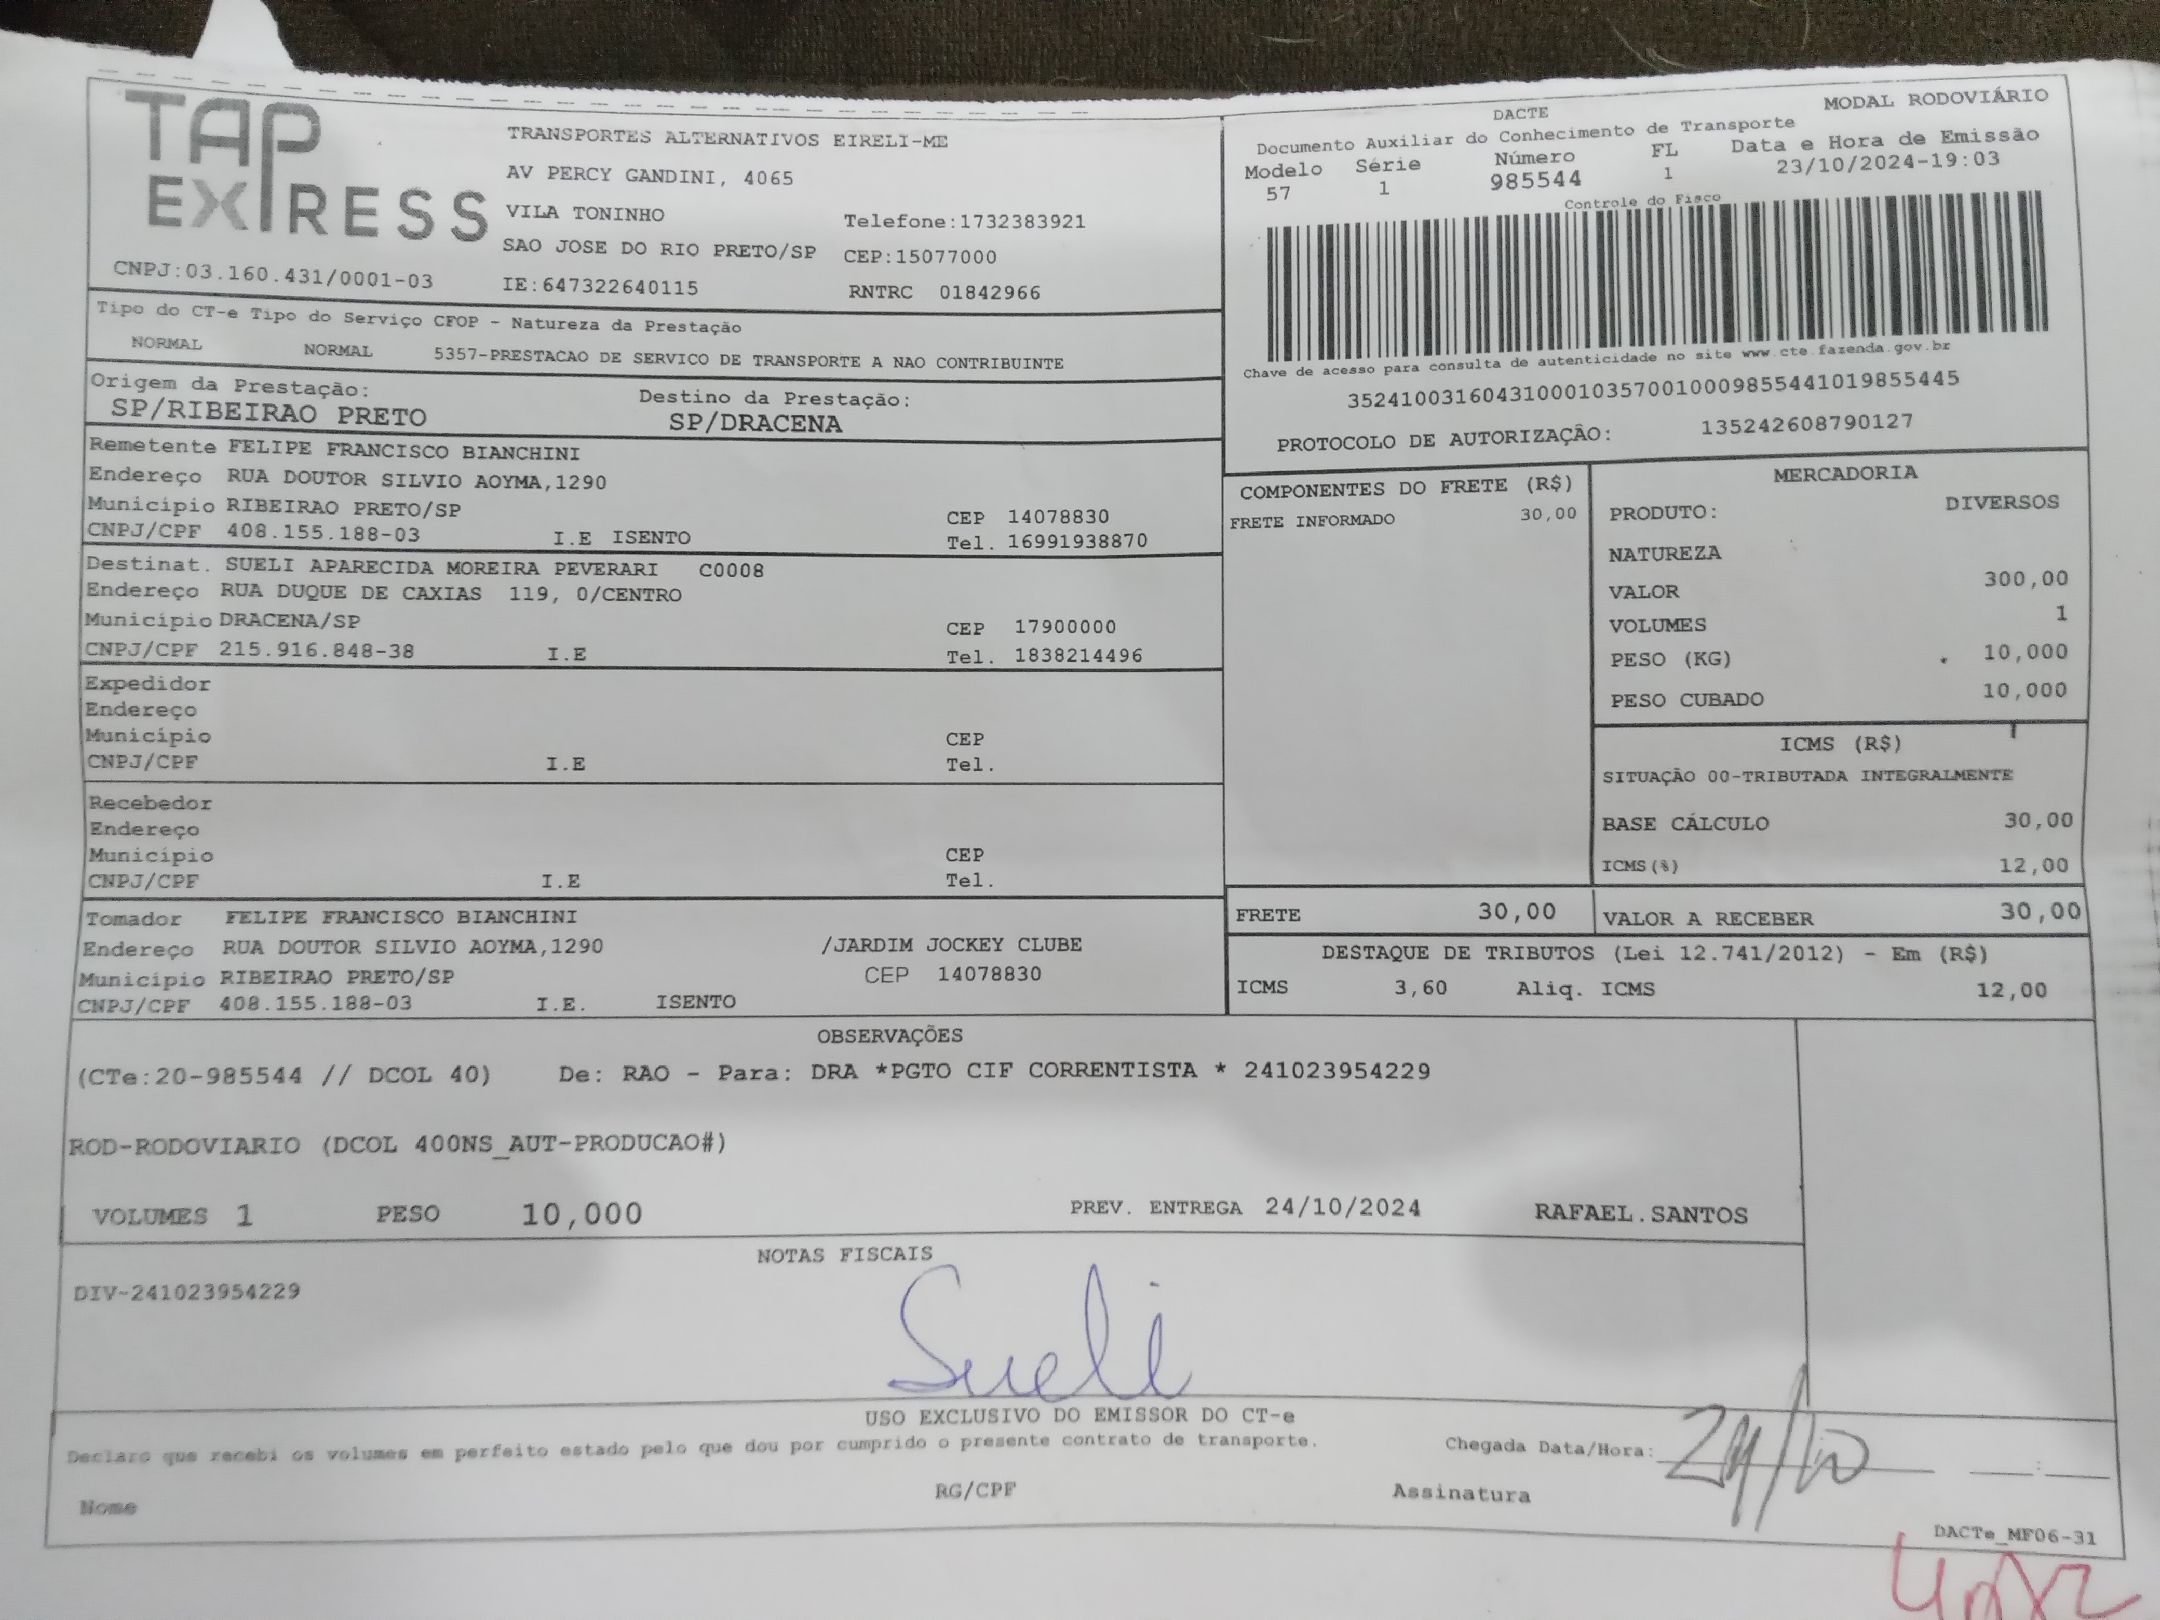 TAP EXPRESS
TRANSPORTES ALTERNATIVOS EIRELI-ME
AV PERCY GANDINI, 4065
VILA TONINHO
Telefone:1732383921
SAO JOSE DO RIO PRETO/SP CEP:15077000
CNPJ:03.160.431/0001-03
IE:647322640115
RNTRC 01842966
DACTE
MODAL RODOVIÁRIO
Documento Auxiliar do Conhecimento de Transporte
Modelo Série Número FL Data e Hora de Emissão
57 1 985544 1 23/10/2024-19:03
Controle do Fisco
Chave de acesso para consulta de autenticidade no site www.cte.fazenda.gov.br
35241003160431000103570010009855441019855445
PROTOCOLO DE AUTORIZAÇÂO: 135242608790127
Tipo do CT-e Tipo do Serviço CFOP - Natureza da Prestação
NORMAL NORMAL 5357-PRESTACAO DE SERVICO DE TRANSPORTE A NAO CONTRIBUINTE
Origem da Prestação: Destino da Prestação:
SP/RIBEIRAO PRETO SP/DRACENA
Remetente FELIPE FRANCISCO BIANCHINI
Endereço RUA DOUTOR SILVIO AOYMA,1290
Município RIBEIRAO PRETO/SP CEP 14078830
CNPJ/CPF 408.155.188-03 I.E ISENTO Tel. 16991938870
Destinat. SUELI APARECIDA MOREIRA PEVERARI C0008
Endereço RUA DUQUE DE CAXIAS 119, 0/CENTRO
Município DRACENA/SP CEP 17900000
CNPJ/CPF 215.916.848-38 I.E Tel. 1838214496
Expedidor
Endereço
Município CEP
CNPJ/CPF I.E Tel.
Recebedor
Endereço
Município CEP
CNPJ/CPF I.E Tel.
Tomador FELIPE FRANCISCO BIANCHINI
Endereço RUA DOUTOR SILVIO AOYMA,1290 /JARDIM JOCKEY CLUBE
Município RIBEIRAO PRETO/SP CEP 14078830
CNPJ/CPF 408.155.188-03 I.E. ISENTO
COMPONENTES DO FRETE (R$)
FRETE INFORMADO 30,00
MERCADORIA
PRODUTO: DIVERSOS
NATUREZA
VALOR 300,00
VOLUMES 1
PESO (KG) 10,000
PESO CUBADO 10,000
ICMS (R$)
SITUAÇÃO 00-TRIBUTADA INTEGRALMENTE
BASE CÁLCULO 30,00
ICMS(%) 12,00
FRETE 30,00 VALOR A RECEBER 30,00
DESTAQUE DE TRIBUTOS (Lei 12.741/2012) - Em (R$)
ICMS 3,60 Aliq. ICMS 12,00
OBSERVAÇÕES
(CTe:20-985544 // DCOL 40) De: RAO - Para: DRA *PGTO CIF CORRENTISTA * 241023954229
ROD-RODOVIARIO (DCOL 400NS_AUT-PRODUCAO#)
VOLUMES 1 PESO 10,000 PREV. ENTREGA 24/10/2024 RAFAEL.SANTOS
NOTAS FISCAIS
DIV-241023954229
Sueli
USO EXCLUSIVO DO EMISSOR DO CT-e
Declaro que recebi os volumes em perfeito estado pelo que dou por cumprido o presente contrato de transporte.
Chegada Data/Hora: 24/10 :
Nome RG/CPF Assinatura
DACTe_MF06-31